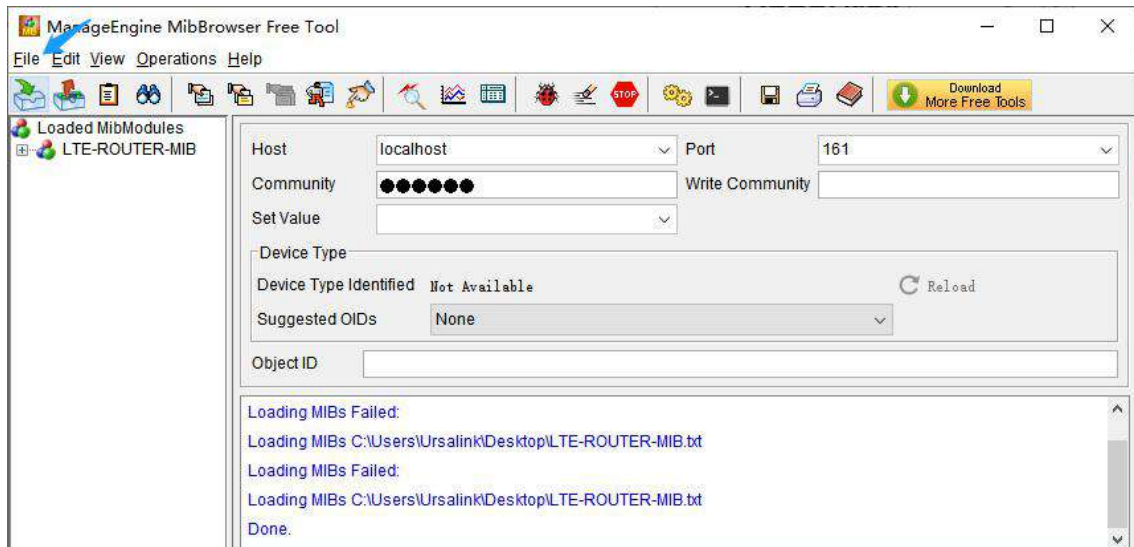 ManageEngine MibBrowser Free Tool
File Edit View Operations Help
STOP
Download
More Free Tools
Loaded MibModules
LTE-ROUTER-MIB
Host localhost Port 161
Community ●●●●●● Write Community
Set Value
Device Type
Device Type Identified Not Available Reload
Suggested OIDs None
Object ID
Loading MIBs Failed:
Loading MIBs C:\Users\Ursalink\Desktop\LTE-ROUTER-MIB.txt
Loading MIBs Failed:
Loading MIBs C:\Users\Ursalink\Desktop\LTE-ROUTER-MIB.txt
Done.